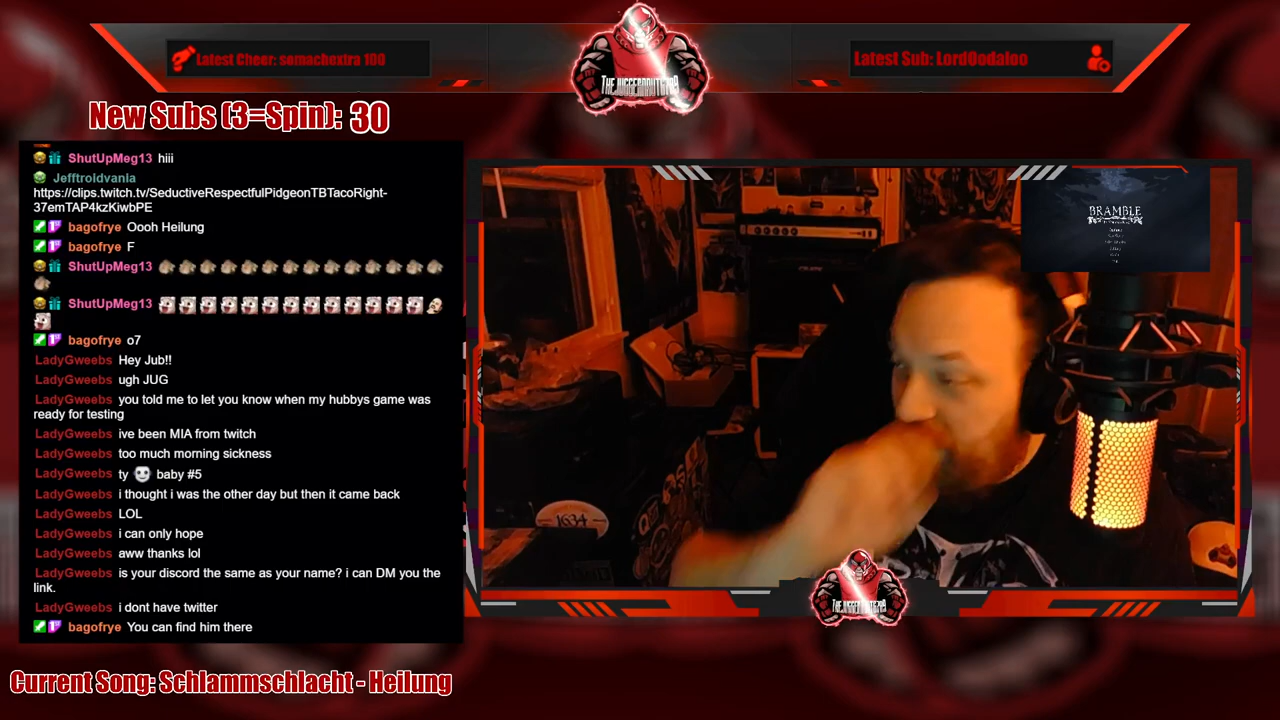 Latest Cheer: somachextra 100
Latest Sub: LordOodaloo
THEJUGGERNAUT6789
New Subs (3=Spin): 30
ShutUpMeg13 hiii
Jefftroidvania
https://clips.twitch.tv/SeductiveRespectfulPidgeonTBTacoRight-
37emTAP4kzKiwbPE
bagofrye Oooh Heilung
bagofrye F
ShutUpMeg13
ShutUpMeg13
bagofrye o7
LadyGweebs Hey Jub!!
LadyGweebs ugh JUG
LadyGweebs you told me to let you know when my hubbys game was
ready for testing
LadyGweebs ive been MIA from twitch
LadyGweebs too much morning sickness
LadyGweebs ty baby #5
LadyGweebs i thought i was the other day but then it came back
LadyGweebs LOL
LadyGweebs i can only hope
LadyGweebs aww thanks lol
LadyGweebs is your discord the same as your name? i can DM you the
link.
LadyGweebs i dont have twitter
bagofrye You can find him there
BRAMBLE
1634
Current Song: Schlammschlacht - Heilung